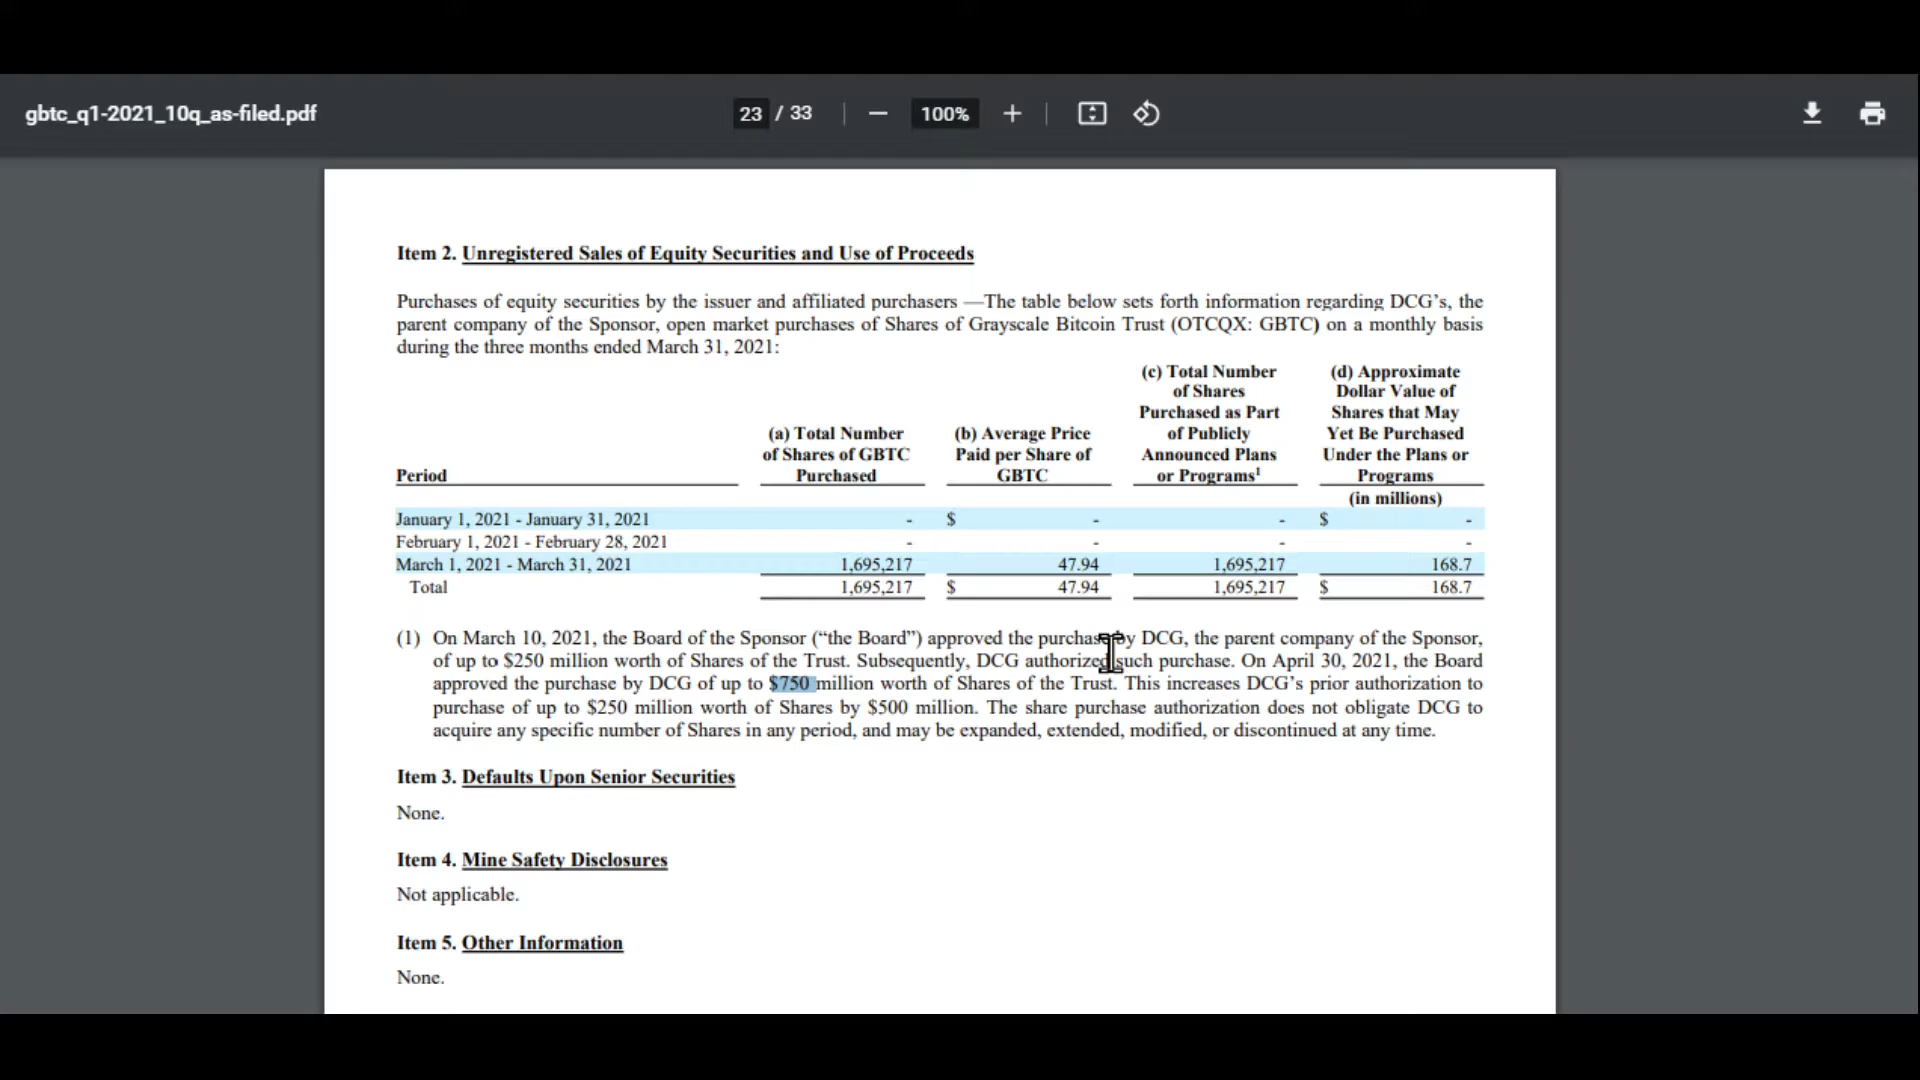 gbtc_q1-2021_10q_as-filed.pdf 23 / 33 100%
Item 2. Unregistered Sales of Equity Securities and Use of Proceeds
Purchases of equity securities by the issuer and affiliated purchasers —The table below sets forth information regarding DCG's, the
parent company of the Sponsor, open market purchases of Shares of Grayscale Bitcoin Trust (OTCQX: GBTC) on a monthly basis
during the three months ended March 31, 2021:
Period
(a) Total Number
of Shares of GBTC
Purchased
(b) Average Price
Paid per Share of
GBTC
(c) Total Number
of Shares
Purchased as Part
of Publicly
Announced Plans
or Programs¹
(d) Approximate
Dollar Value of
Shares that May
Yet Be Purchased
Under the Plans or
Programs
(in millions)
January 1, 2021 - January 31, 2021 - $ - - $ -
February 1, 2021 - February 28, 2021 - - - -
March 1, 2021 - March 31, 2021 1,695,217 47.94 1,695,217 168.7
Total 1,695,217 $ 47.94 1,695,217 $ 168.7
(1) On March 10, 2021, the Board of the Sponsor (“the Board”) approved the purchase by DCG, the parent company of the Sponsor,
of up to $250 million worth of Shares of the Trust. Subsequently, DCG authorized such purchase. On April 30, 2021, the Board
approved the purchase by DCG of up to $750 million worth of Shares of the Trust. This increases DCG's prior authorization to
purchase of up to $250 million worth of Shares by $500 million. The share purchase authorization does not obligate DCG to
acquire any specific number of Shares in any period, and may be expanded, extended, modified, or discontinued at any time.
Item 3. Defaults Upon Senior Securities
None.
Item 4. Mine Safety Disclosures
Not applicable.
Item 5. Other Information
None.